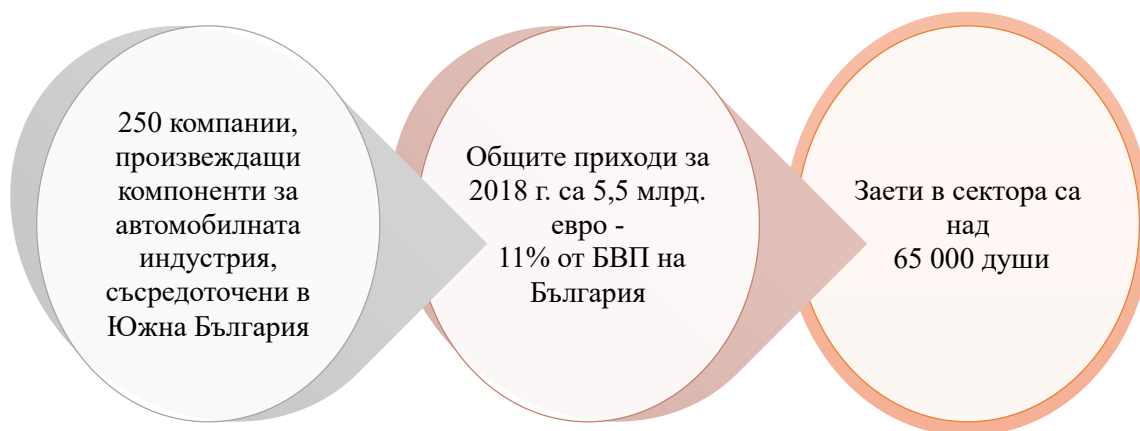 250 компании,
произвеждащи
компоненти за
автомобилната
индустрия,
съсредоточени в
Южна България
Общите приходи за
2018 г. са 5,5 млрд.
евро -
11% от БВП на
България
Заети в сектора са
над
65 000 души